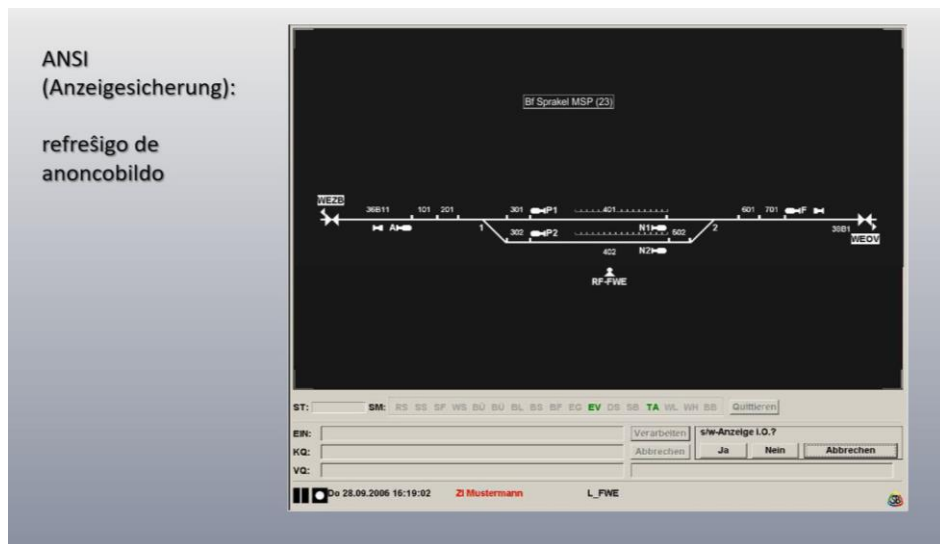 ANSI
(Anzeigesicherung):
refreŝigo de
anoncobildo
Bf Sprakel MSP (23)
WEZB
36B11 101 201 301 P1 401 601 701 F
A 1 302 P2 N1 502 2 39B1
WEOV
402 N2
RF-FWE
ST: SM: RS SS SF WS BÜ BÜ BL BS BF EG EV DS SB TA WL WH BB Quittieren
EIN: Verarbeiten s/w-Anzeige i.O.?
KQ: Abbrechen Ja Nein Abbrechen
VQ:
Do 28.09.2006 16:19:02 ZI Mustermann L_FWE